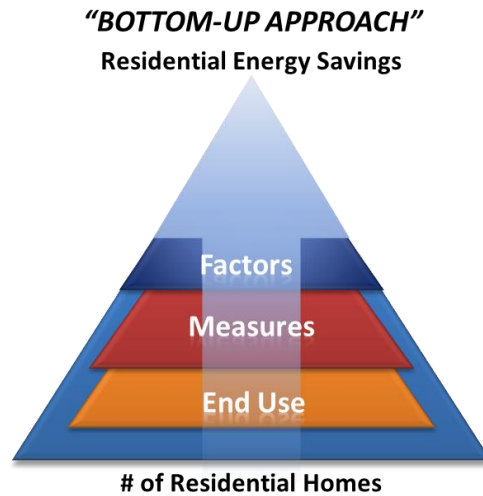 “BOTTOM-UP APPROACH”
Residential Energy Savings
Factors
Measures
End Use
# of Residential Homes